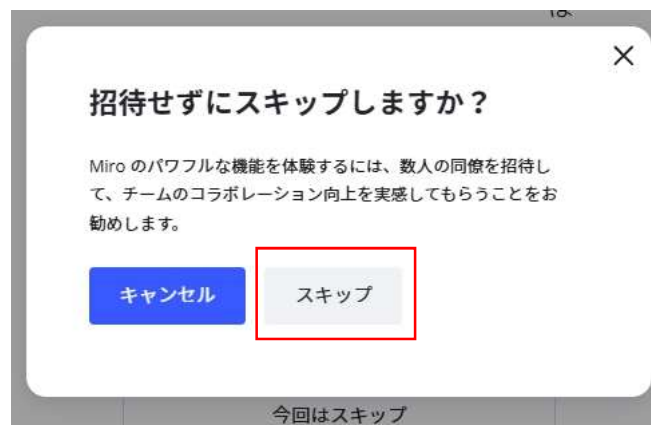 招待せずにスキップしますか？
Miro のパワフルな機能を体験するには、数人の同僚を招待し
て、チームのコラボレーション向上を実感してもらうことをお
勧めします。
キャンセル
スキップ
今回はスキップ